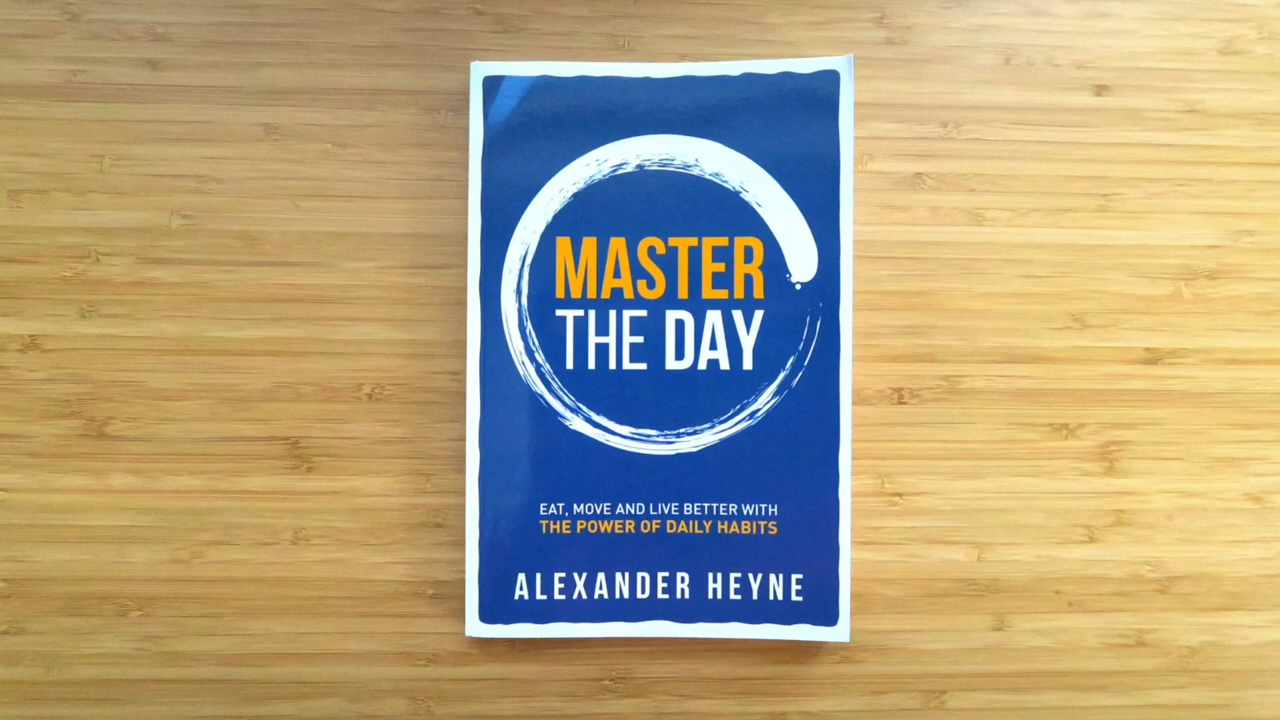 MASTER
THE DAY
EAT, MOVE AND LIVE BETTER WITH
THE POWER OF DAILY HABITS
ALEXANDER HEYNE